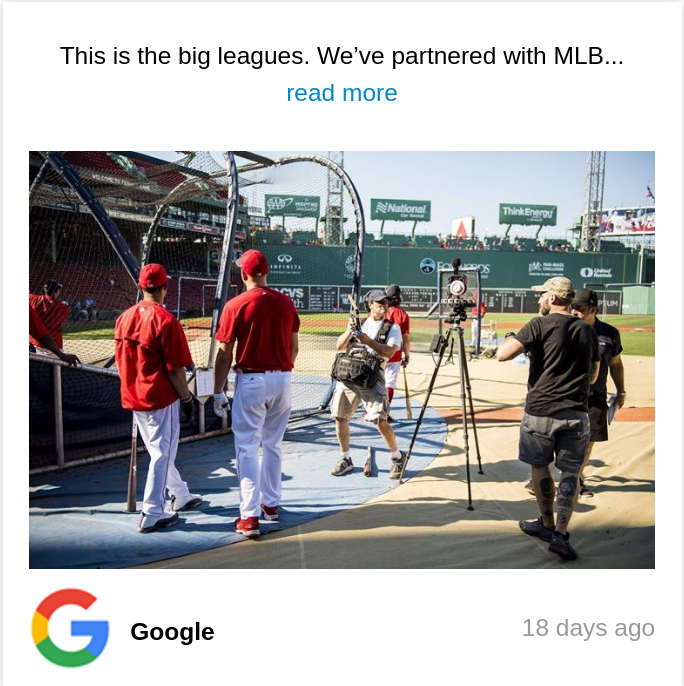 This is the big leagues. We’ve partnered with MLB...
read more
National
Car Rental
ThinkEnergy
INFINITI
CVS
Google
18 days ago